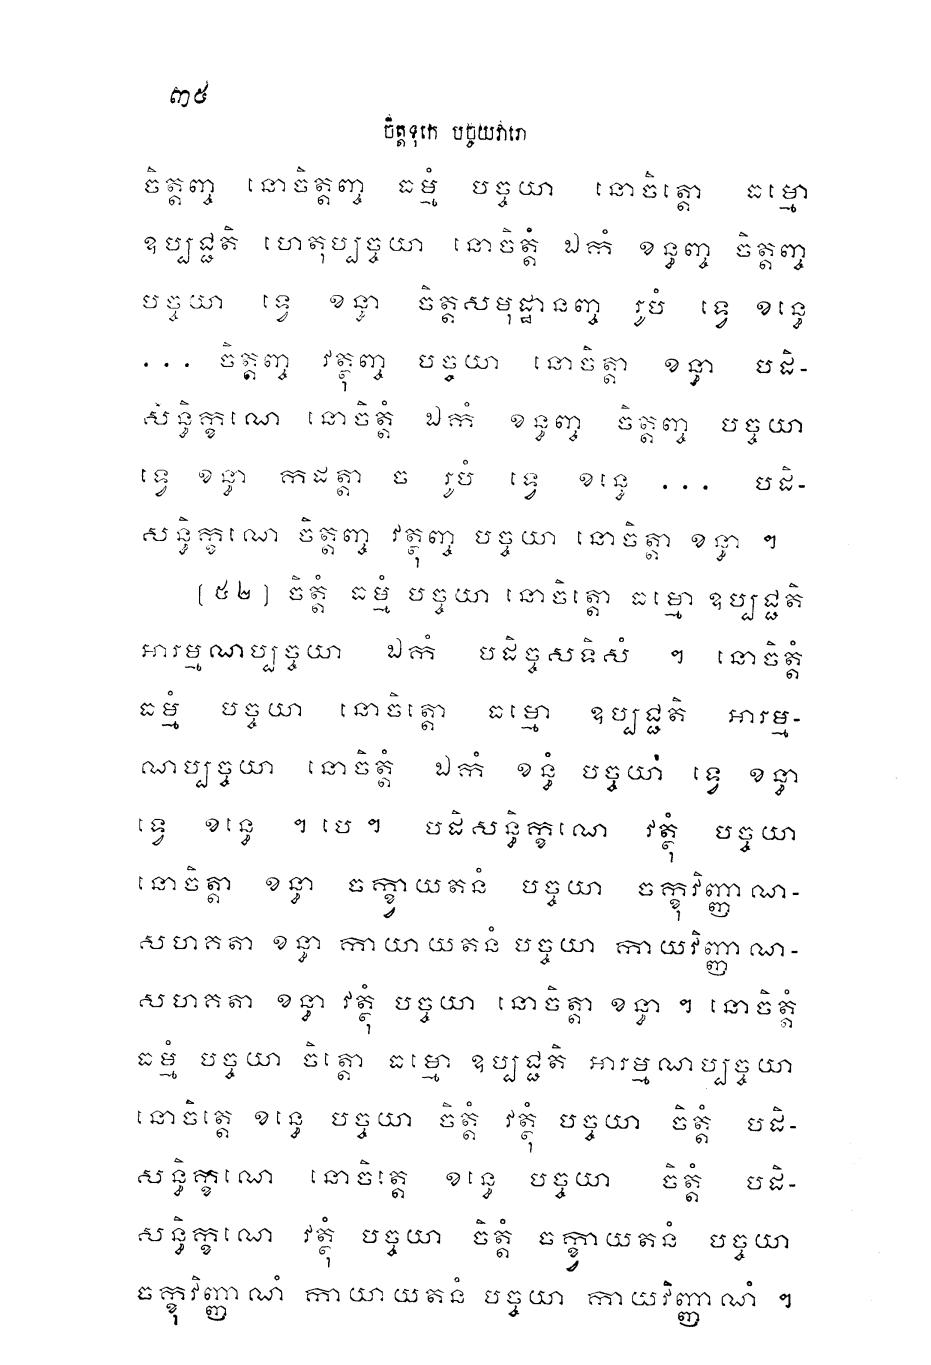 ៣៥
ចិត្តទុកេ បច្ចយវារោ
ចិត្តញ្ច នោចិត្តញ្ច ធម្មំ បច្ចយា នោចិត្តោ ធម្មោ
ឧប្បជ្ជតិ ហេតុប្បច្ចយា នោចិត្តំ ឯកំ ខន្ធញ្ច ចិត្តញ្ច
បច្ចយា ទ្វេ ខន្ធា ចិត្តសមុដ្ឋានញ្ច រូបំ ទ្វេ ខន្ធេ
... ចិត្តញ្ច វត្ថុញ្ច បច្ចយា នោចិត្តា ខន្ធា បដិ-
សន្ធិក្ខណេ នោចិត្តំ ឯកំ ខន្ធញ្ច ចិត្តញ្ច បច្ចយា
ទ្វេ ខន្ធា កដត្តា ច រូបំ ទ្វេ ខន្ធេ ... បដិ-
សន្ធិក្ខណេ ចិត្តញ្ច វត្ថុញ្ច បច្ចយា នោចិត្តា ខន្ធា ។
[៥២] ចិត្តំ ធម្មំ បច្ចយា នោចិត្តោ ធម្មោ ឧប្បជ្ជតិ
អារម្មណប្បច្ចយា ឯកំ បដិច្ចសទិសំ ។ នោចិត្តំ
ធម្មំ បច្ចយា នោចិត្តោ ធម្មោ ឧប្បជ្ជតិ អារម្ម-
ណប្បច្ចយា នោចិត្តំ ឯកំ ខន្ធំ បច្ចយា ទ្វេ ខន្ធា
ទ្វេ ខន្ធេ ។ បេ ។ បដិសន្ធិក្ខណេ វត្ថុំ បច្ចយា
នោចិត្តា ខន្ធា ចក្ខ្វាយតនំ បច្ចយា ចក្ខុវិញ្ញាណ-
សហគតា ខន្ធា កាយាយតនំ បច្ចយា កាយវិញ្ញាណ-
សហគតា ខន្ធា វត្ថុំ បច្ចយា នោចិត្តា ខន្ធា ។ នោចិត្តំ
ធម្មំ បច្ចយា ចិត្តោ ធម្មោ ឧប្បជ្ជតិ អារម្មណប្បច្ចយា
នោចិត្តេ ខន្ធេ បច្ចយា ចិត្តំ វត្ថុំ បច្ចយា ចិត្តំ បដិ-
សន្ធិក្ខណេ នោចិត្តេ ខន្ធេ បច្ចយា ចិត្តំ បដិ-
សន្ធិក្ខណេ វត្ថុំ បច្ចយា ចិត្តំ ចក្ខ្វាយតនំ បច្ចយា
ចក្ខុវិញ្ញាណំ កាយាយតនំ បច្ចយា កាយវិញ្ញាណំ ។